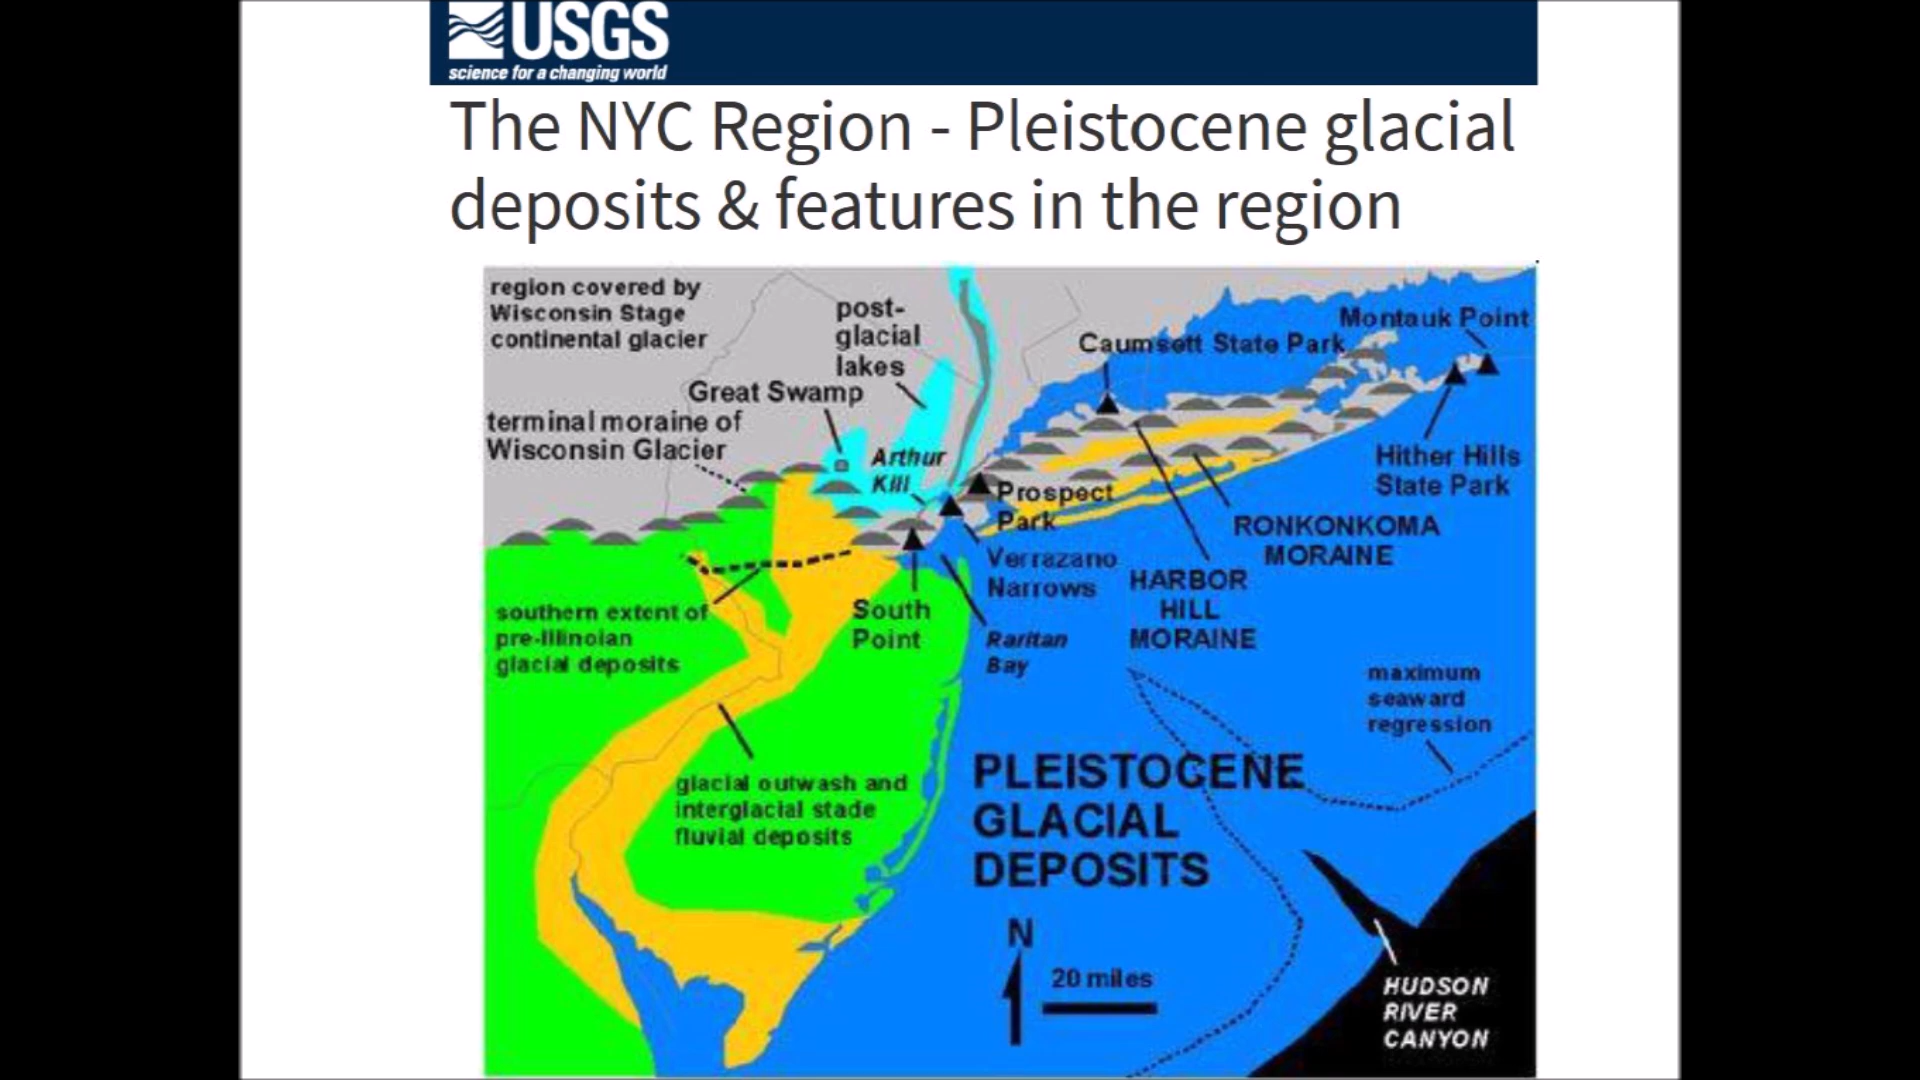 USGS
science for a changing world
The NYC Region - Pleistocene glacial
deposits & features in the region
region covered by
Wisconsin Stage
continental glacier
post-
glacial
lakes
Great Swamp
terminal moraine of
Wisconsin Glacier
Arthur
Kill
Caumsett State Park
Montauk Point
Hither Hills
State Park
Prospect
Park
RONKONKOMA
MORAINE
Verrazano
Narrows
HARBOR
HILL
MORAINE
southern extent of
pre-Illinoian
glacial deposits
South
Point
Raritan
Bay
maximum
seaward
regression
glacial outwash and
interglacial stade
fluvial deposits
PLEISTOCENE
GLACIAL
DEPOSITS
N
20 miles
HUDSON
RIVER
CANYON